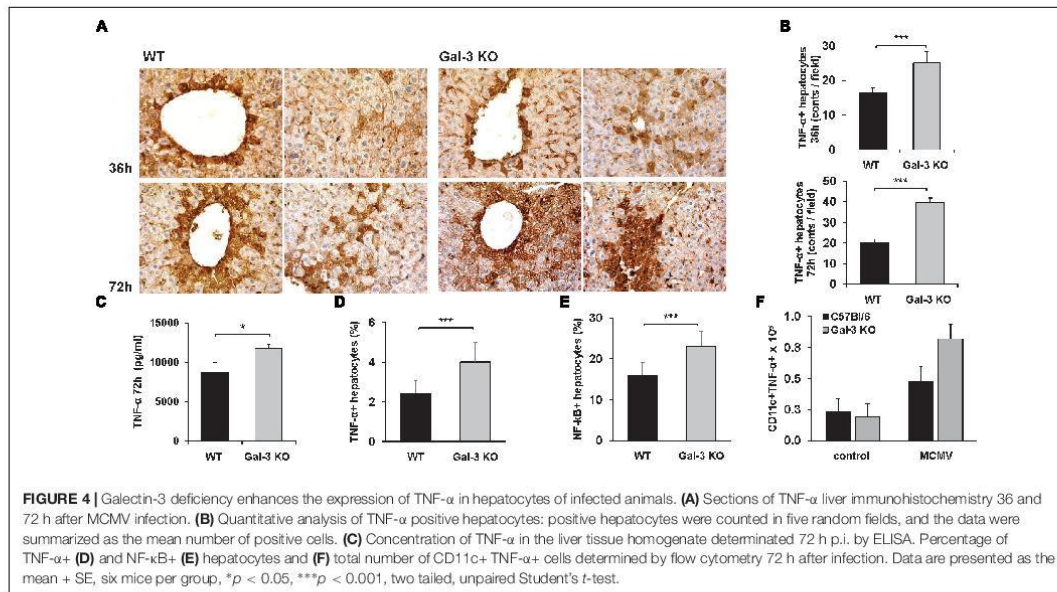 A
WT
Gal-3 KO
36h
72h
B
***
TNF-α+ hepatocytes
36h (conts / field)
30
20
10
0
WT Gal-3 KO
***
TNF-α+ hepatocytes
72h (conts / field)
60
40
20
0
WT Gal-3 KO
C
*
TNF-α 72h (pg/ml)
15000
10000
5000
0
WT Gal-3 KO
D
***
TNF-α+ hepatocytes (%)
6
4
2
0
WT Gal-3 KO
E
***
NF-kB+ hepatocytes (%)
30
20
10
0
WT Gal-3 KO
F
C57Bl/6
Gal-3 KO
1.0
0.8
0.5
0.3
0.0
control MCMV
FIGURE 4 | Galectin-3 deficiency enhances the expression of TNF-α in hepatocytes of infected animals. (A) Sections of TNF-α liver immunohistochemistry 36 and
72 h after MCMV infection. (B) Quantitative analysis of TNF-α positive hepatocytes: positive hepatocytes were counted in five random fields, and the data were
summarized as the mean number of positive cells. (C) Concentration of TNF-α in the liver tissue homogenate determinated 72 h p.i. by ELISA. Percentage of
TNF-α+ (D) and NF-κB+ (E) hepatocytes and (F) total number of CD11c+ TNF-α+ cells determined by flow cytometry 72 h after infection. Data are presented as the
mean + SE, six mice per group, *p < 0.05, ***p < 0.001, two tailed, unpaired Student's t-test.